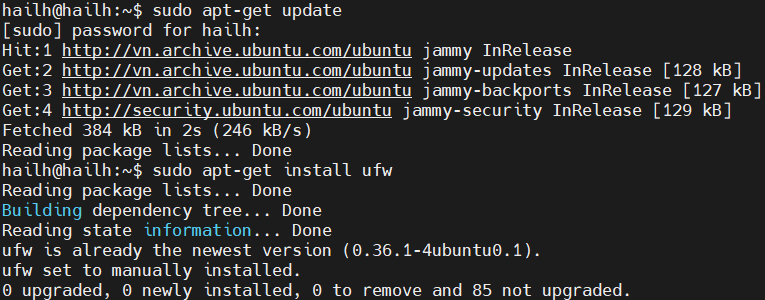 hailh@hailh:~$ sudo apt-get update
[sudo] password for hailh:
Hit:1 http://vn.archive.ubuntu.com/ubuntu jammy InRelease
Get:2 http://vn.archive.ubuntu.com/ubuntu jammy-updates InRelease [128 kB]
Get:3 http://vn.archive.ubuntu.com/ubuntu jammy-backports InRelease [127 kB]
Get:4 http://security.ubuntu.com/ubuntu jammy-security InRelease [129 kB]
Fetched 384 kB in 2s (246 kB/s)
Reading package lists... Done
hailh@hailh:~$ sudo apt-get install ufw
Reading package lists... Done
Building dependency tree... Done
Reading state information... Done
ufw is already the newest version (0.36.1-4ubuntu0.1).
ufw set to manually installed.
0 upgraded, 0 newly installed, 0 to remove and 85 not upgraded.